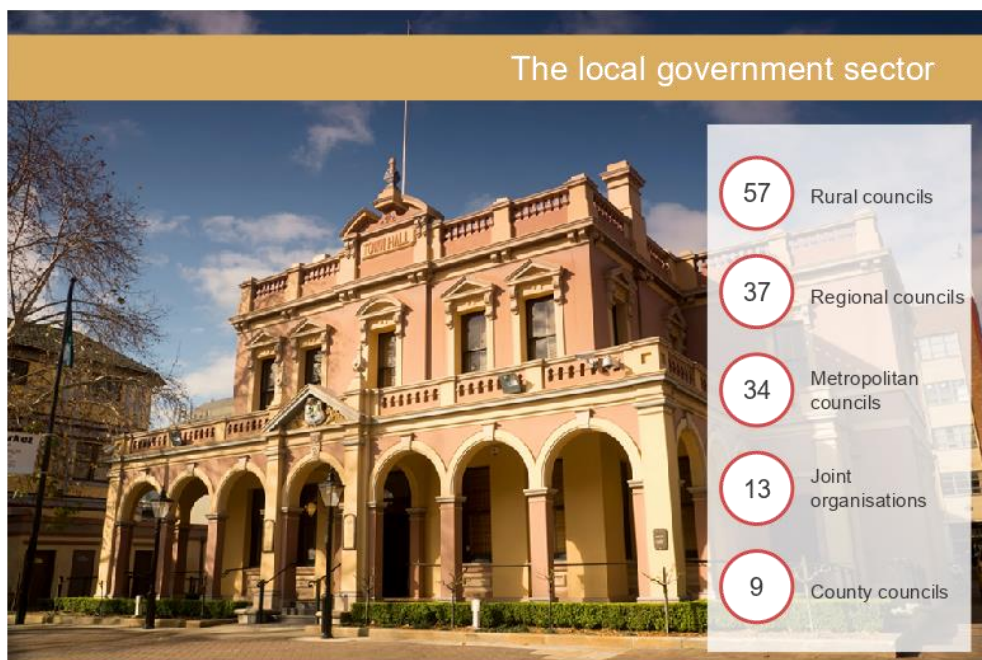 The local government sector
TOWN HALL
57
Rural councils
37
Regional councils
34
Metropolitan
councils
13
Joint
organisations
9
County councils